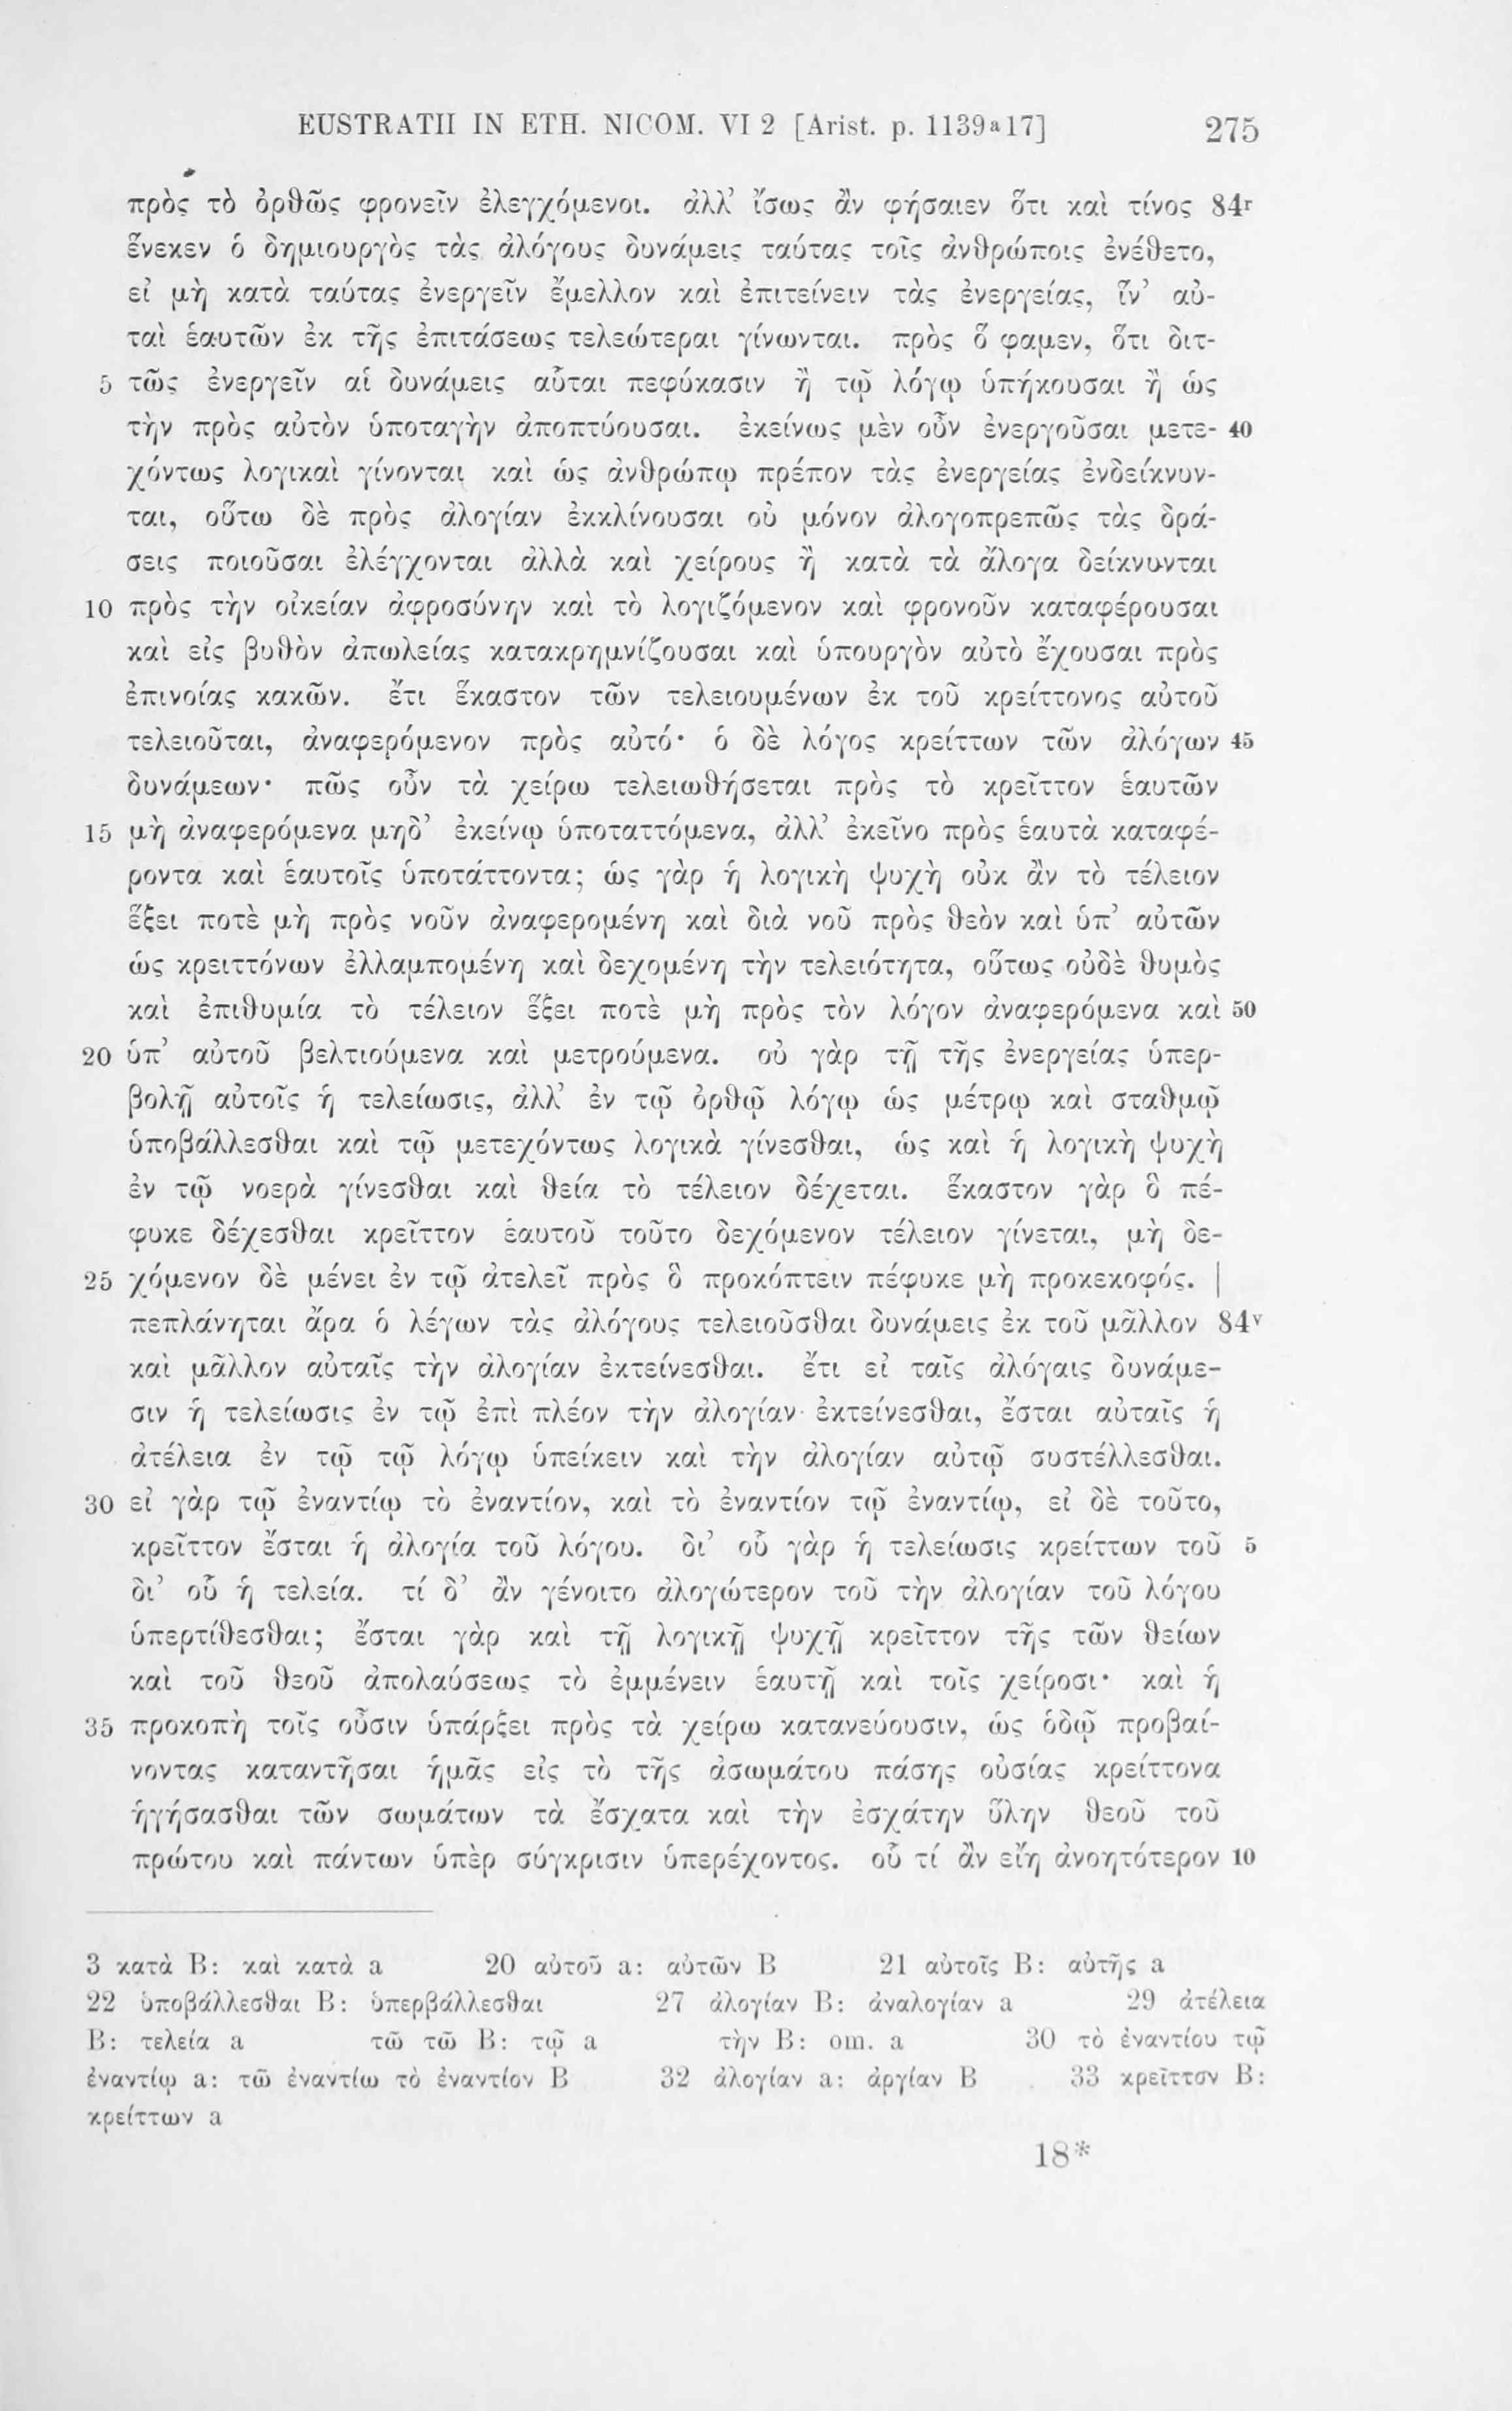 EUSTRATII IN ETH. NICOM. VI 2 [Arist. p. 1139ª17] 275
πρὸς τὸ ὀρθῶς φρονεῖν ἐλεγχόμενοι. ἀλλ’ ἴσως ἂν φήσαιεν ὅτι καὶ τίνος 84r
ἕνεκεν ὁ δημιουργὸς τὰς ἀλόγους δυνάμεις ταύτας τοῖς ἀνθρώποις ἐνέθετο,
εἰ μὴ κατὰ ταύτας ἐνεργεῖν ἔμελλον καὶ ἐπιτείνειν τὰς ἐνεργείας, ἵν’ αὐ-
ταὶ ἑαυτῶν ἐκ τῆς ἐπιτάσεως τελεώτεραι γίνωνται. πρὸς ὅ φαμεν, ὅτι διτ-
5 τῶς ἐνεργεῖν αἱ δυνάμεις αὗται πεφύκασιν ἢ τῷ λόγῳ ὑπήκουσαι ἢ ὡς
τὴν πρὸς αὐτὸν ὑποταγὴν ἀποπτύουσαι. ἐκείνως μὲν οὖν ἐνεργοῦσαι μετε- 40
χόντως λογικαὶ γίνονται καὶ ὡς ἀνθρώπῳ πρέπον τὰς ἐνεργείας ἐνδείκνυν-
ται, οὕτω δὲ πρὸς ἀλογίαν ἐκκλίνουσαι οὐ μόνον ἀλογοπρεπῶς τὰς δρά-
σεις ποιοῦσαι ἐλέγχονται ἀλλὰ καὶ χείρους ἢ κατὰ τὰ ἄλογα δείκνυνται
10 πρὸς τὴν οἰκείαν ἀφροσύνην καὶ τὸ λογιζόμενον καὶ φρονοῦν καταφέρουσαι
καὶ εἰς βυθὸν ἀπωλείας κατακρημνίζουσαι καὶ ὑπουργὸν αὐτὸ ἔχουσαι πρὸς
ἐπινοίας κακῶν. ἔτι ἕκαστον τῶν τελειουμένων ἐκ τοῦ κρείττονος αὐτοῦ
τελειοῦται, ἀναφερόμενον πρὸς αὐτό· ὁ δὲ λόγος κρείττων τῶν ἀλόγων 45
δυνάμεων· πῶς οὖν τὰ χείρω τελειωθήσεται πρὸς τὸ κρεῖττον ἑαυτῶν
15 μὴ ἀναφερόμενα μηδ’ ἐκείνῳ ὑποταττόμενα, ἀλλ’ ἐκεῖνο πρὸς ἑαυτὰ καταφέ-
ροντα καὶ ἑαυτοῖς ὑποτάττοντα; ὡς γὰρ ἡ λογικὴ ψυχὴ οὐκ ἂν τὸ τέλειον
ἕξει ποτὲ μὴ πρὸς νοῦν ἀναφερομένη καὶ διὰ νοῦ πρὸς θεὸν καὶ ὑπ’ αὐτῶν
ὡς κρειττόνων ἐλλαμπομένη καὶ δεχομένη τὴν τελειότητα, οὕτως οὐδὲ θυμὸς
καὶ ἐπιθυμία τὸ τέλειον ἕξει ποτὲ μὴ πρὸς τὸν λόγον ἀναφερόμενα καὶ 50
20 ὑπ’ αὐτοῦ βελτιούμενα καὶ μετρούμενα. οὐ γὰρ τῇ τῆς ἐνεργείας ὑπερ-
βολῇ αὐτοῖς ἡ τελείωσις, ἀλλ’ ἐν τῷ ὀρθῷ λόγῳ ὡς μέτρῳ καὶ σταθμῷ
ὑποβάλλεσθαι καὶ τῷ μετεχόντως λογικὰ γίνεσθαι, ὡς καὶ ἡ λογικὴ ψυχὴ
ἐν τῷ νοερὰ γίνεσθαι καὶ θεία τὸ τέλειον δέχεται. ἕκαστον γὰρ ὃ πέ-
φυκε δέχεσθαι κρεῖττον ἑαυτοῦ τοῦτο δεχόμενον τέλειον γίνεται, μὴ δε-
25 χόμενον δὲ μένει ἐν τῷ ἀτελεῖ πρὸς ὃ προκόπτειν πέφυκε μὴ προκεκοφός. |
πεπλάνηται ἄρα ὁ λέγων τὰς ἀλόγους τελειοῦσθαι δυνάμεις ἐκ τοῦ μᾶλλον 84v
καὶ μᾶλλον αὐταῖς τὴν ἀλογίαν ἐκτείνεσθαι. ἔτι εἰ ταῖς ἀλόγαις δυνάμε-
σιν ἡ τελείωσις ἐν τῷ ἐπὶ πλέον τὴν ἀλογίαν ἐκτείνεσθαι, ἔσται αὐταῖς ἡ
ἀτέλεια ἐν τῷ τῷ λόγῳ ὑπείκειν καὶ τὴν ἀλογίαν αὐτῷ συστέλλεσθαι.
30 εἰ γὰρ τῷ ἐναντίῳ τὸ ἐναντίον, καὶ τὸ ἐναντίον τῷ ἐναντίῳ, εἰ δὲ τοῦτο,
κρεῖττον ἔσται ἡ ἀλογία τοῦ λόγου. δι’ οὗ γὰρ ἡ τελείωσις κρείττων τοῦ 5
δι’ οὗ ἡ τελεία. τί δ’ ἂν γένοιτο ἀλογώτερον τοῦ τὴν ἀλογίαν τοῦ λόγου
ὑπερτίθεσθαι; ἔσται γὰρ καὶ τῇ λογικῇ ψυχῇ κρεῖττον τῆς τῶν θείων
καὶ τοῦ θεοῦ ἀπολαύσεως τὸ ἐμμένειν ἑαυτῇ καὶ τοῖς χείροσι· καὶ ἡ
35 προκοπὴ τοῖς οὖσιν ὑπάρξει πρὸς τὰ χείρω κατανεύουσιν, ὡς ὁδῷ προβαί-
νοντας καταντῆσαι ἡμᾶς εἰς τὸ τῆς ἀσωμάτου πάσης οὐσίας κρείττονα
ἡγήσασθαι τῶν σωμάτων τὰ ἔσχατα καὶ τὴν ἐσχάτην ὕλην θεοῦ τοῦ
πρώτου καὶ πάντων ὑπὲρ σύγκρισιν ὑπερέχοντος. οὗ τί ἂν εἴη ἀνοητότερον 10
3 κατὰ B: καὶ κατὰ a 20 αὐτοῦ a: αὐτῶν B 21 αὐτοῖς B: αὐτῆς a
22 ὑποβάλλεσθαι B: ὑπερβάλλεσθαι 27 ἀλογίαν B: ἀναλογίαν a 29 ἀτέλεια
B: τελεία a τῶ τῶ B: τῷ a τὴν B: om. a 30 τὸ ἐναντίου τῷ
ἐναντίῳ a: τῶ ἐναντίω τὸ ἐναντίον B 32 ἀλογίαν a: ἀργίαν B 33 κρεῖττον B:
κρείττων a
18*